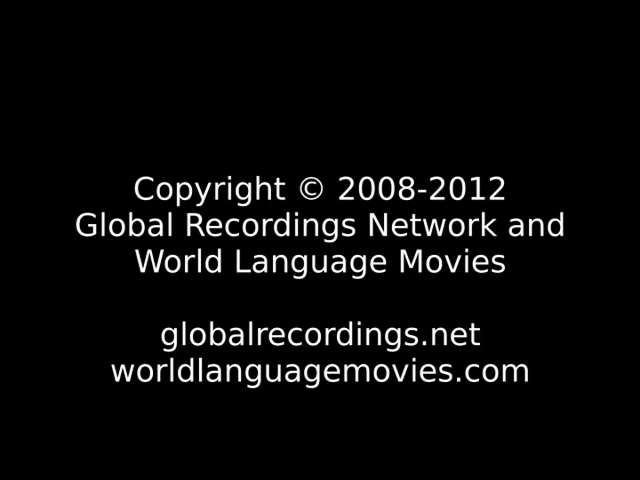 Copyright © 2008-2012
Global Recordings Network and
World Language Movies
globalrecordings.net
worldlanguagemovies.com